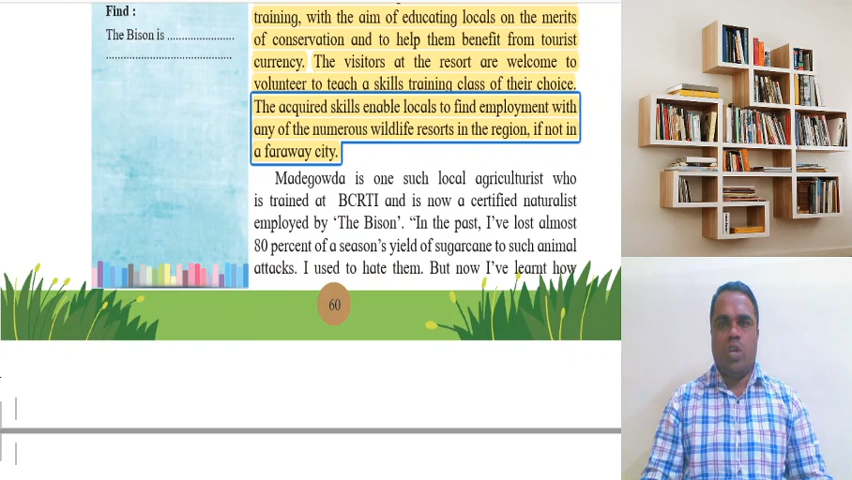 Find :
The Bison is ......................
..........................................
training, with the aim of educating locals on the merits
of conservation and to help them benefit from tourist
currency. The visitors at the resort are welcome to
volunteer to teach a skills training class of their choice.
The acquired skills enable locals to find employment with
any of the numerous wildlife resorts in the region, if not in
a faraway city.
Madegowda is one such local agriculturist who
is trained at BCRTI and is now a certified naturalist
employed by ‘The Bison’. “In the past, I’ve lost almost
80 percent of a season’s yield of sugarcane to such animal
attacks. I used to hate them. But now I’ve learnt how
60